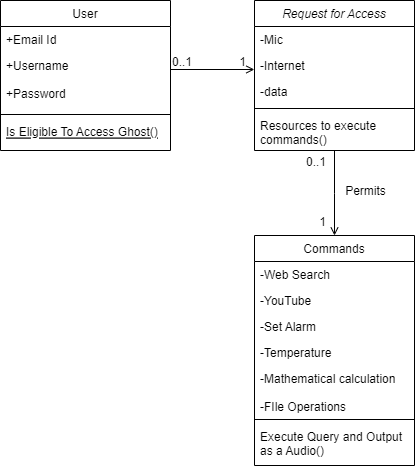 User
+Email Id
+Username
+Password
Is Eligible To Access Ghost()
0..1
1
Request for Access
-Mic
-Internet
-data
Resources to execute
commands()
0..1
Permits
1
Commands
-Web Search
-YouTube
-Set Alarm
-Temperature
-Mathematical calculation
-FIle Operations
Execute Query and Output
as a Audio()